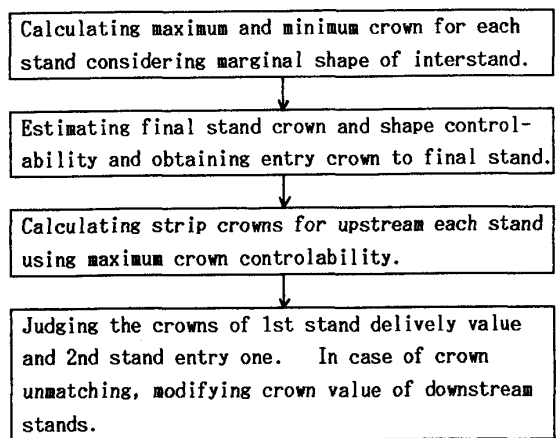 Calculating maximum and minimum crown for each
stand considering marginal shape of interstand.
Estimating final stand crown and shape control-
ability and obtaining entry crown to final stand.
Calculating strip crowns for upstream each stand
using maximum crown controlability.
Judging the crowns of 1st stand delively value
and 2nd stand entry one. In case of crown
unmatching, modifying crown value of downstream
stands.